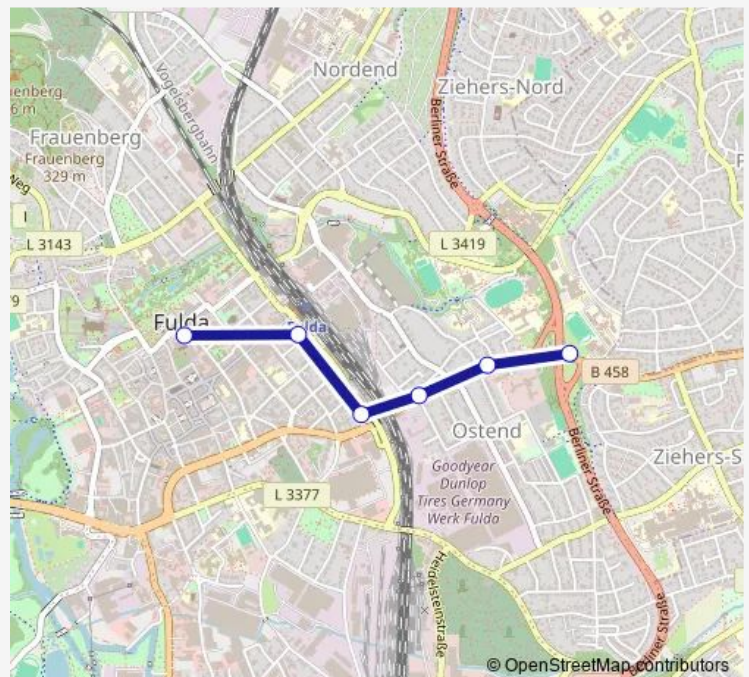 Nordend
Ziehers-Nord
Vogelsbergbahn
Berliner Straße
Frauenberg
Frauenberg
329 m
6 m
L 3143
L 3419
Fulda
B 458
Ostend
Berliner Straße
Ziehers-S
Goodyear
Dunlop
Tires Germany
Werk Fulda
L 3377
Heidelsteinstraße
© OpenStreetMap contributors